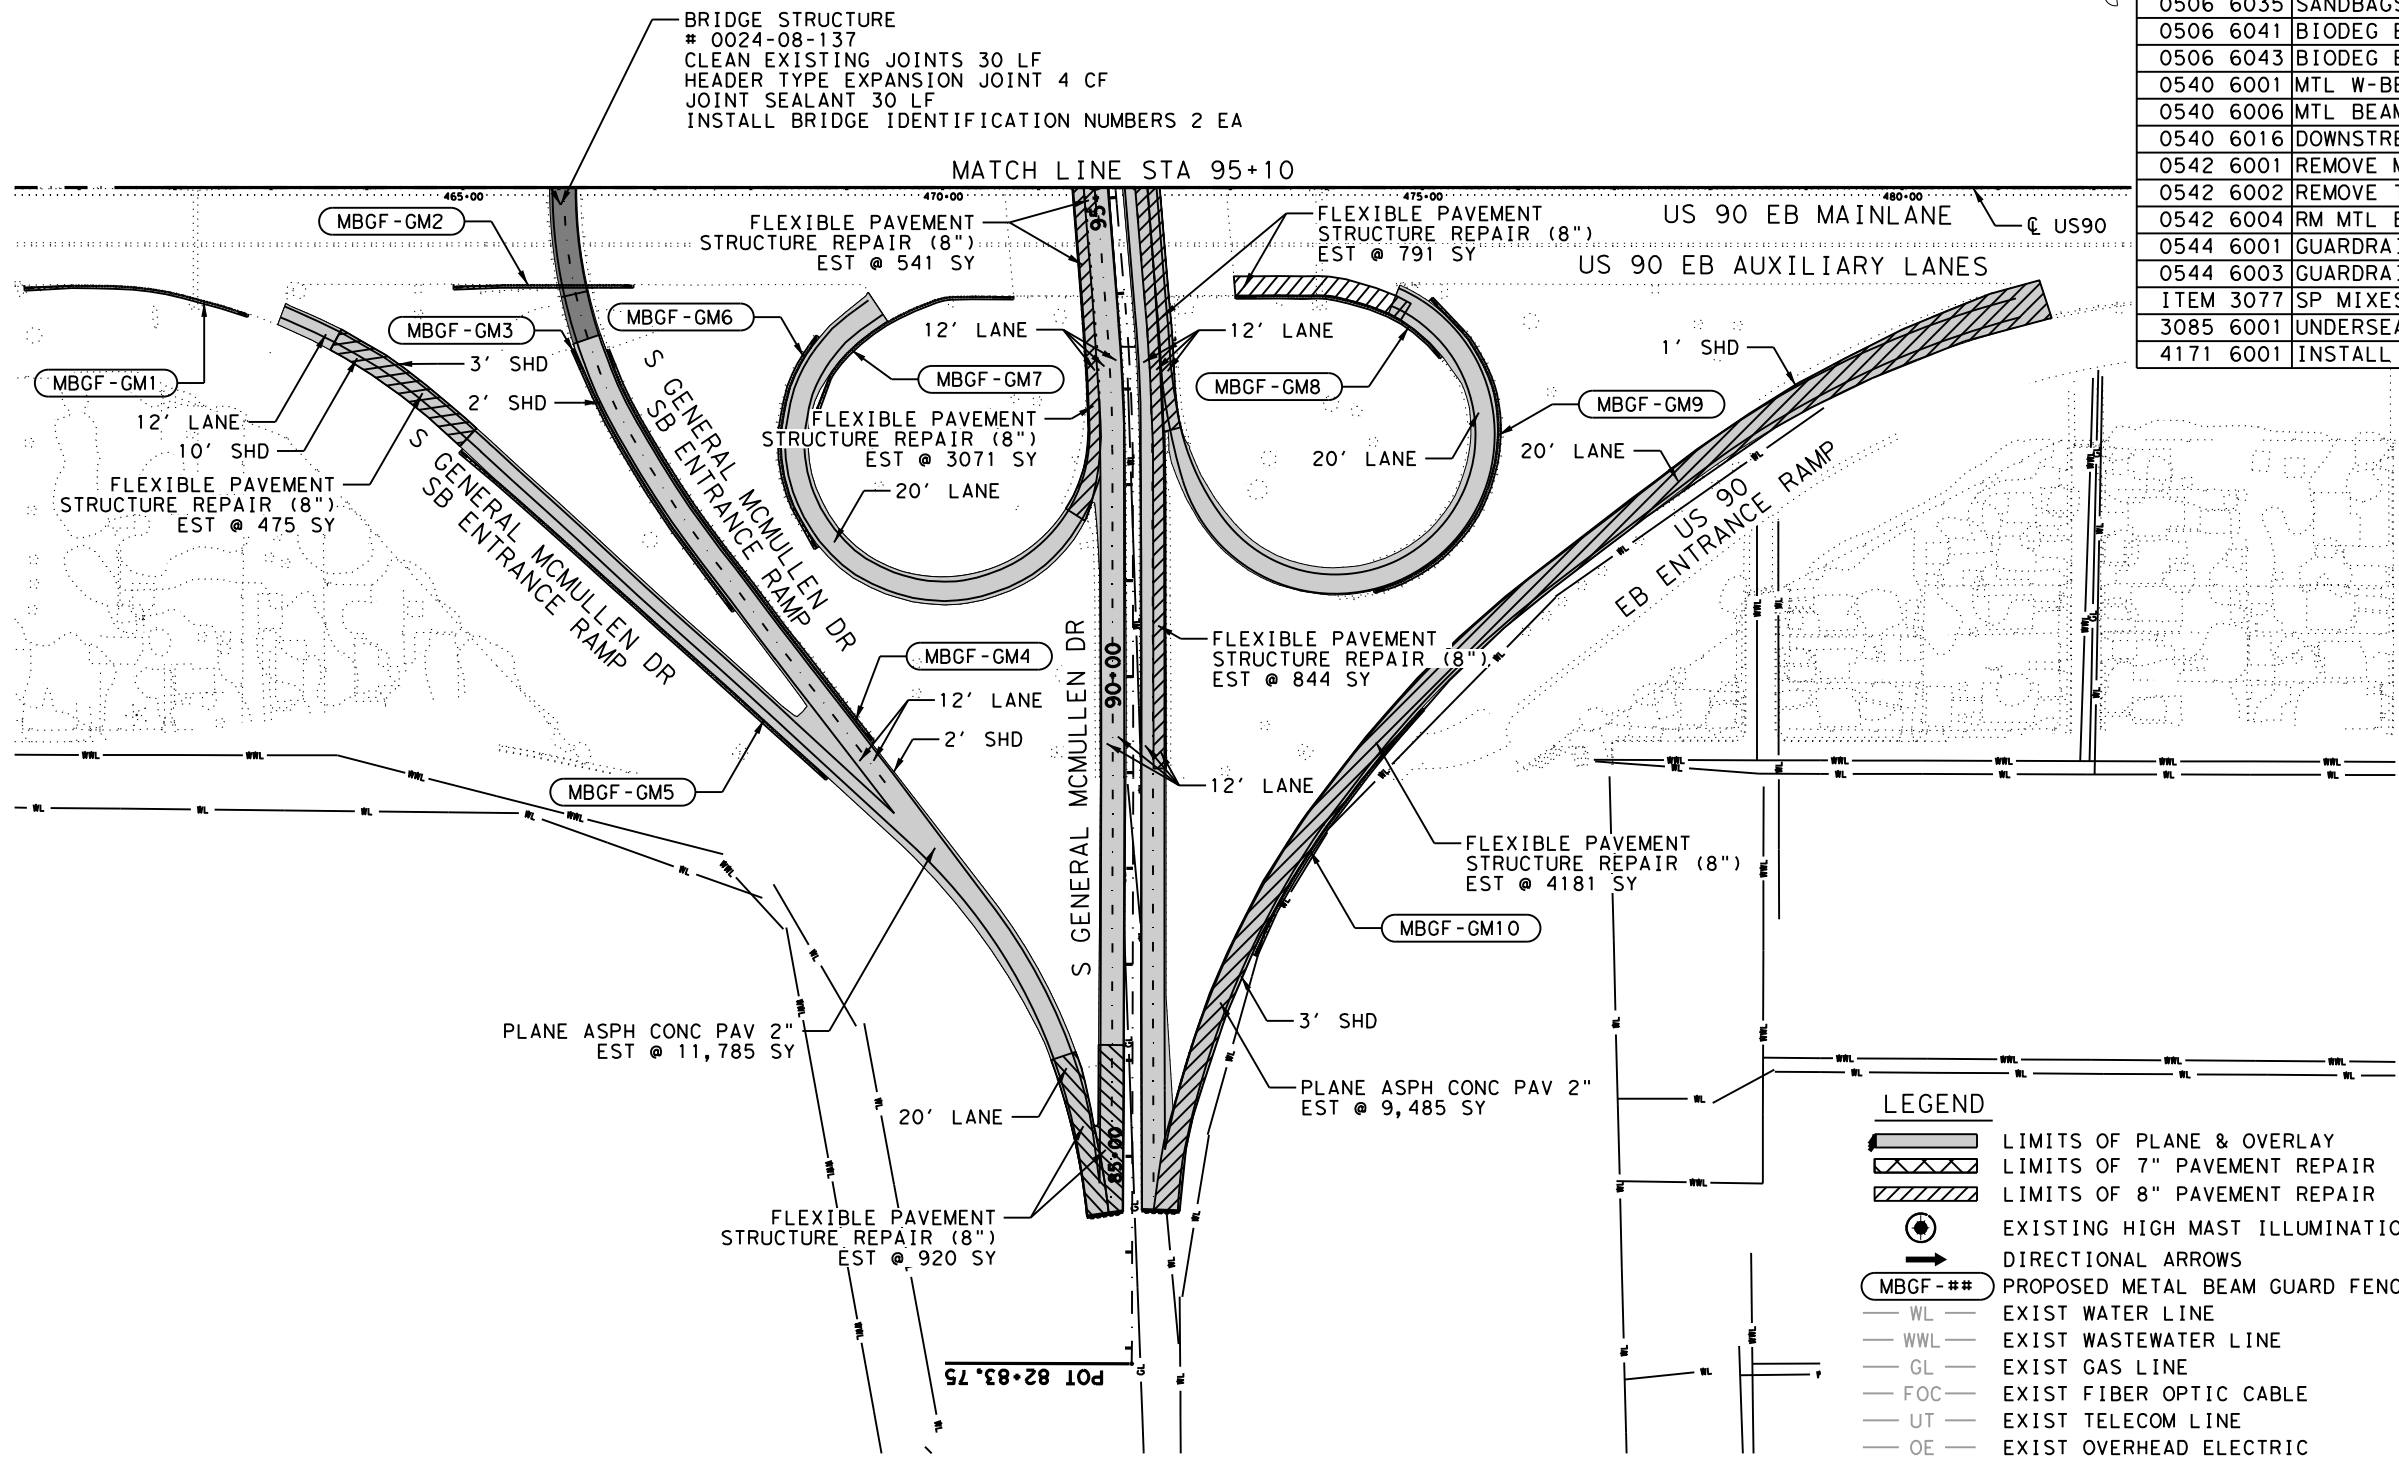 BRIDGE STRUCTURE
# 0024-08-137
CLEAN EXISTING JOINTS 30 LF
HEADER TYPE EXPANSION JOINT 4 CF
JOINT SEALANT 30 LF
INSTALL BRIDGE IDENTIFICATION NUMBERS 2 EA
0506 6035 SANDBAGS
0506 6041 BIODEG
0506 6043 BIODEG
0540 6001 MTL W-BE
0540 6006 MTL BEAM
0540 6016 DOWNSTRE
0542 6001 REMOVE M
0542 6002 REMOVE
0542 6004 RM MTL
0544 6001 GUARDRAI
0544 6003 GUARDRAI
ITEM 3077 SP MIXES
3085 6001 UNDERSEA
4171 6001 INSTALL
MATCH LINE STA 95+10
465+00
470+00
475+00
480+00
95+
US 90 EB MAINLANE
℄ US90
US 90 EB AUXILIARY LANES
MBGF-GM2
FLEXIBLE PAVEMENT
STRUCTURE REPAIR (8")
EST @ 541 SY
FLEXIBLE PAVEMENT
STRUCTURE REPAIR (8")
EST @ 791 SY
MBGF-GM1
MBGF-GM3
MBGF-GM6
12' LANE
12' LANE
3' SHD
2' SHD
12' LANE
10' SHD
MBGF-GM7
MBGF-GM8
MBGF-GM9
1' SHD
20' LANE
20' LANE
20' LANE
FLEXIBLE PAVEMENT
STRUCTURE REPAIR (8")
EST @ 3071 SY
FLEXIBLE PAVEMENT
STRUCTURE REPAIR (8")
EST @ 475 SY
S GENERAL MCMULLEN DR
SB ENTRANCE RAMP
S GENERAL MCMULLEN DR
SB ENTRANCE RAMP
US 90
EB ENTRANCE RAMP
MBGF-GM4
12' LANE
2' SHD
MBGF-GM5
S GENERAL MCMULLEN DR
90+00
FLEXIBLE PAVEMENT
STRUCTURE REPAIR (8")
EST @ 844 SY
12' LANE
FLEXIBLE PAVEMENT
STRUCTURE REPAIR (8")
EST @ 4181 SY
MBGF-GM10
3' SHD
PLANE ASPH CONC PAV 2"
EST @ 11,785 SY
PLANE ASPH CONC PAV 2"
EST @ 9,485 SY
20' LANE
85+00
FLEXIBLE PAVEMENT
STRUCTURE REPAIR (8")
EST @ 920 SY
POT 82+83.75
LEGEND
LIMITS OF PLANE & OVERLAY
LIMITS OF 7" PAVEMENT REPAIR
LIMITS OF 8" PAVEMENT REPAIR
EXISTING HIGH MAST ILLUMINATIO
DIRECTIONAL ARROWS
MBGF-## PROPOSED METAL BEAM GUARD FENC
WL EXIST WATER LINE
WWL EXIST WASTEWATER LINE
GL EXIST GAS LINE
FOC EXIST FIBER OPTIC CABLE
UT EXIST TELECOM LINE
OE EXIST OVERHEAD ELECTRIC